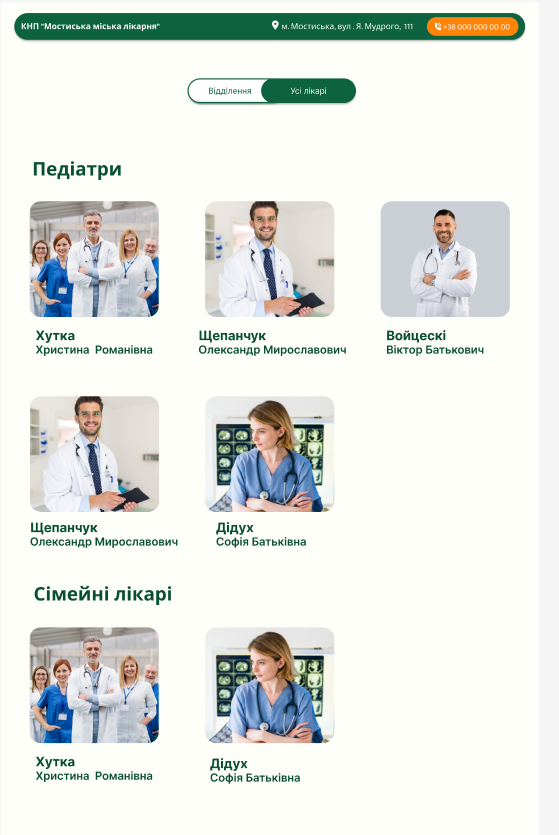 КНП "Мостиська міська лікарня"
м. Мостиська, вул . Я. Мудрого, 111
+38 000 000 00 00
Відділення
Усі лікарі
Педіатри
Хутка
Христина Романівна
Щепанчук
Олександр Мирославович
Войцескі
Віктор Батькович
Щепанчук
Олександр Мирославович
Дідух
Софія Батьківна
Сімейні лікарі
Хутка
Христина Романівна
Дідух
Софія Батьківна